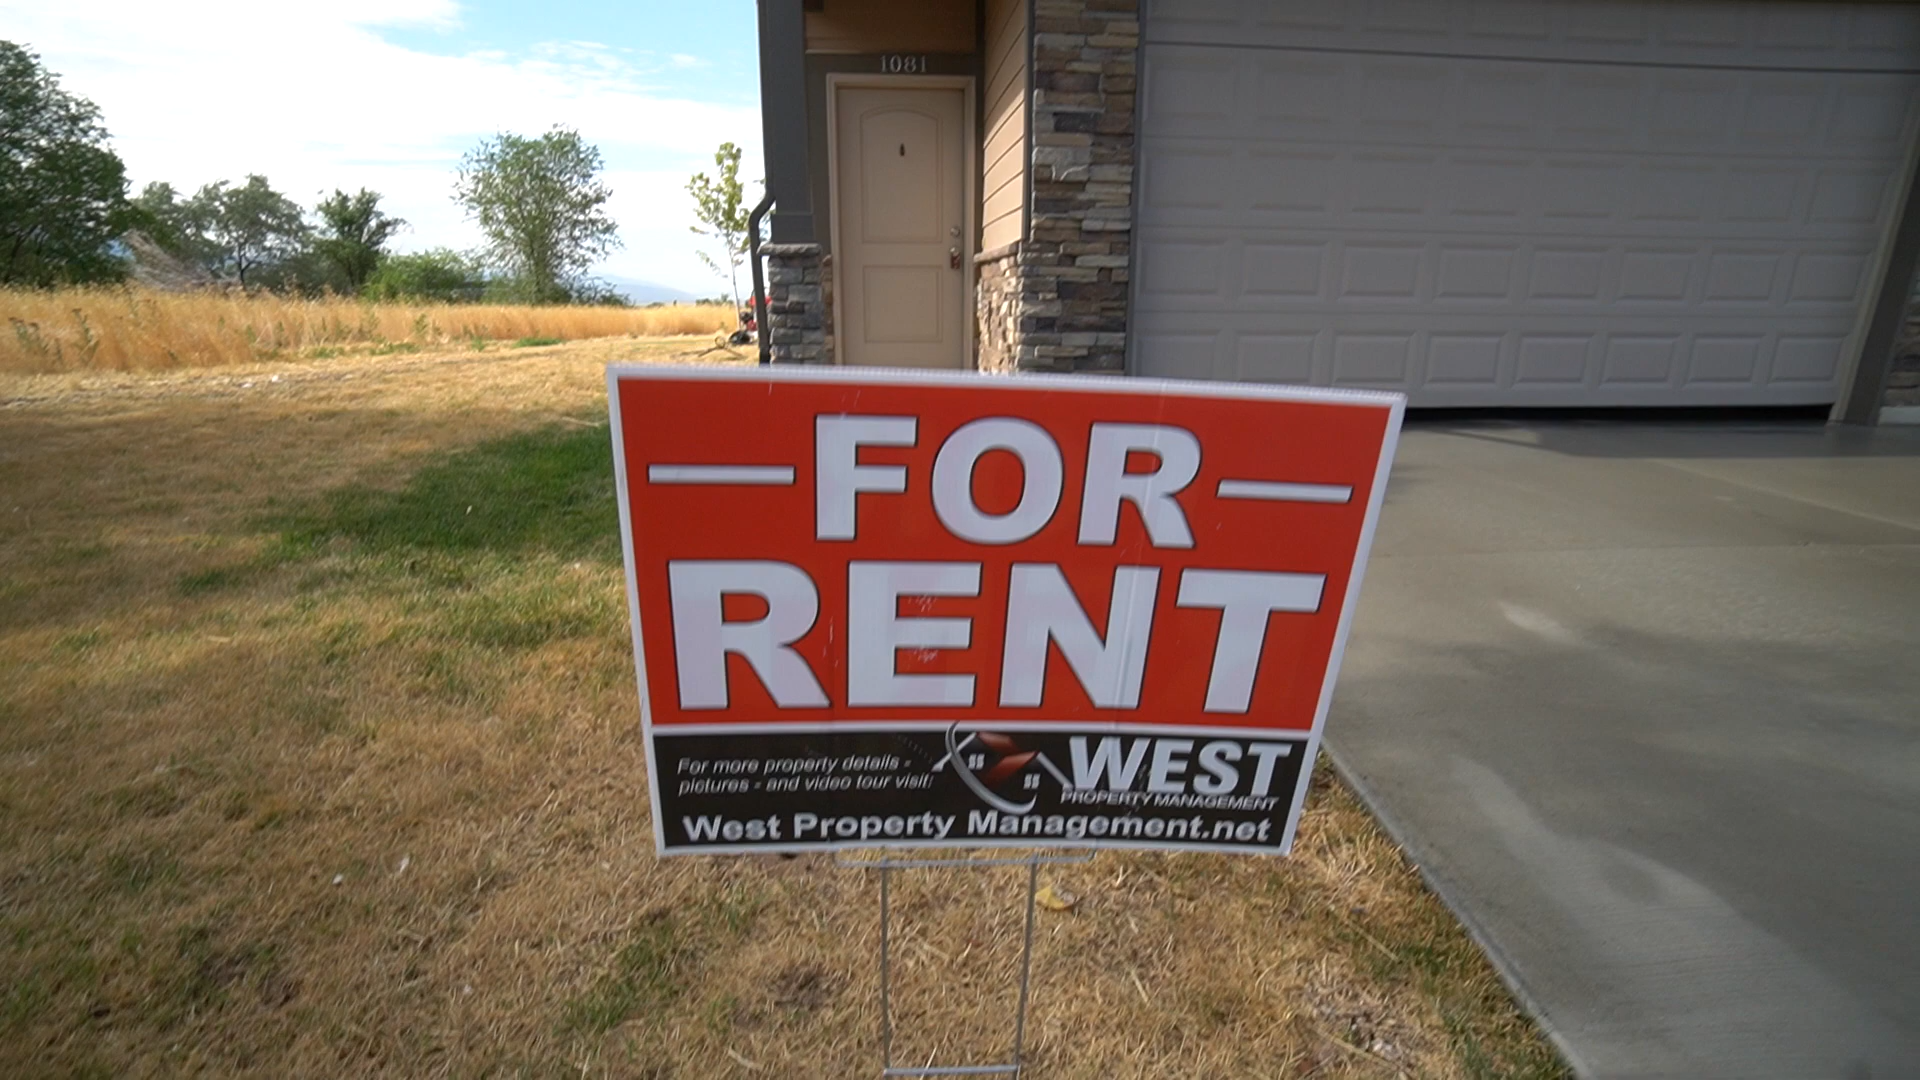 1081
FOR
RENT
For more property details -
pictures - and video tour visit:
WEST
PROPERTY MANAGEMENT
West Property Management.net